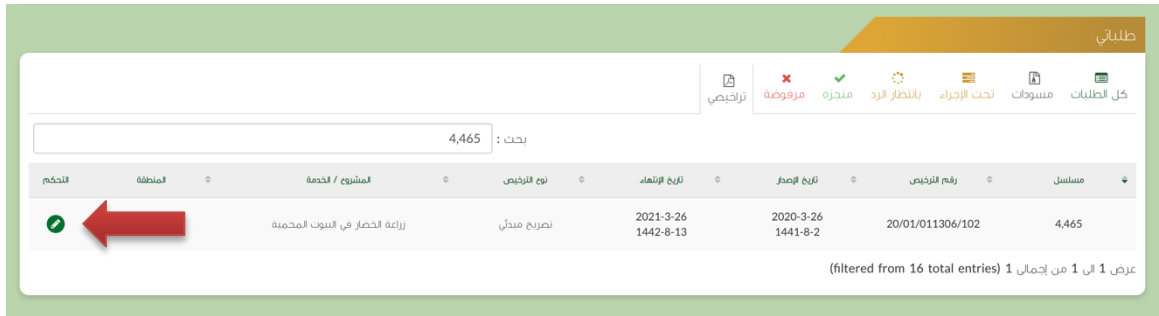 طلباتي
كل الطلبات مسودات تحت الإجراء بانتظار الرد منجزه مرفوضة تراخيصي
بحث : 4,465
مسلسل رقم الترخيص تاريخ الإصدار تاريخ الإنتهاء نوع الترخيص المشروع / الخدمة المنطقة التحكم
4,465 20/01/011306/102 2020-3-26 2021-3-26 تصريح مبدئي زراعة الخضار في البيوت المحمية
1441-8-2 1442-8-13
عرض 1 الى 1 من إجمالى 1 (filtered from 16 total entries)